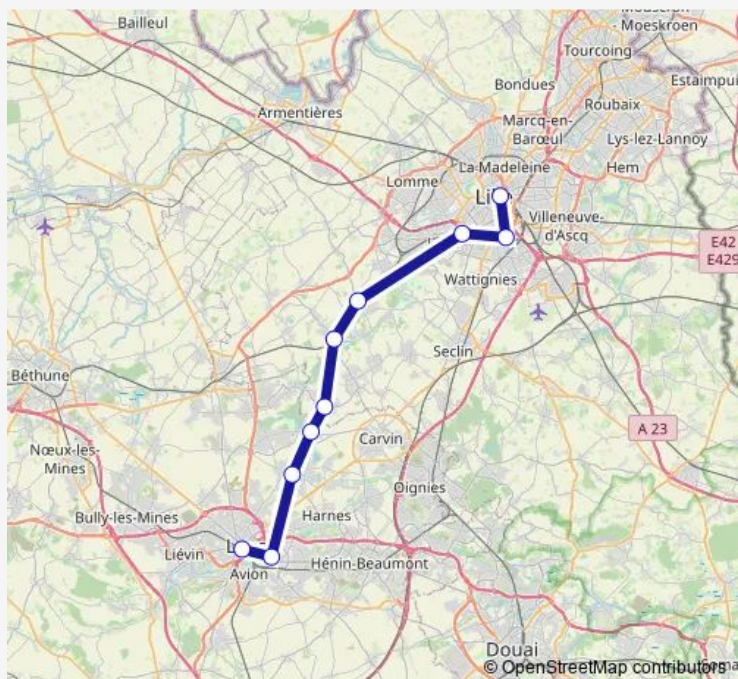 Bailleul
Mouscron
- Moeskroen
Tourcoing
Estaimpui
Bondues
Armentières
Roubaix
Marcq-en-
Barœul
Lys-lez-Lannoy
La Madeleine
Hem
Lomme
Villeneuve-
d'Ascq
E42
E429
Wattignies
Seclin
Béthune
A 23
Carvin
Nœux-les-
Mines
Oignies
Bully-les-Mines
Harnes
Liévin
Hénin-Beaumont
Avion
Douai
© OpenStreetMap contributors